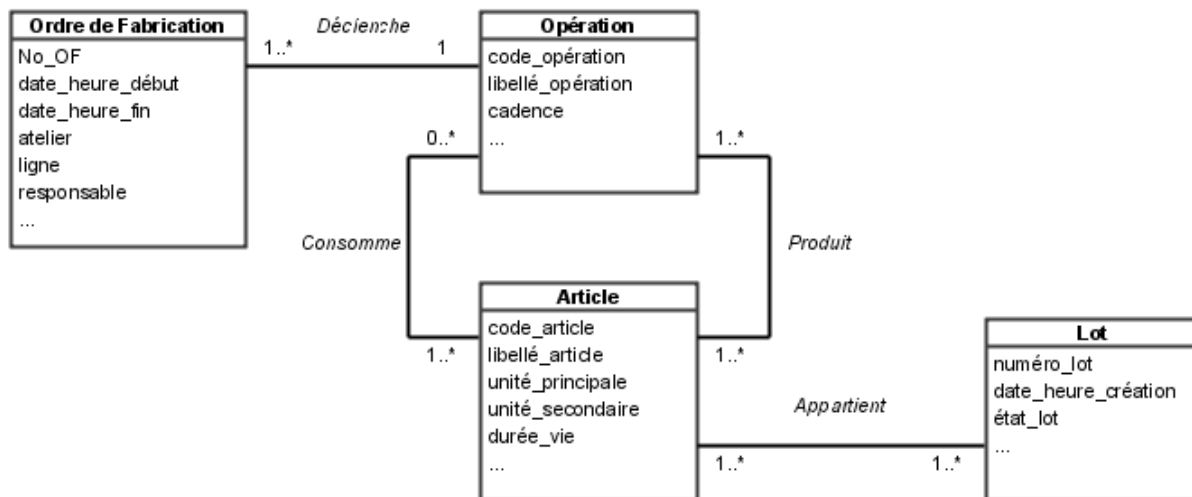 Ordre de Fabrication
No_OF
date_heure_début
date_heure_fin
atelier
ligne
responsable
...
Décienche
1..*
1
Opération
code_opération
libellé_opération
cadence
...
0..*
1..*
Consomme
Produit
Article
code_article
libellé_article
unité_principale
unité_secondaire
durée_vie
...
1..*
1..*
Appartient
1..*
1..*
Lot
numéro_lot
date_heure_création
état_lot
...